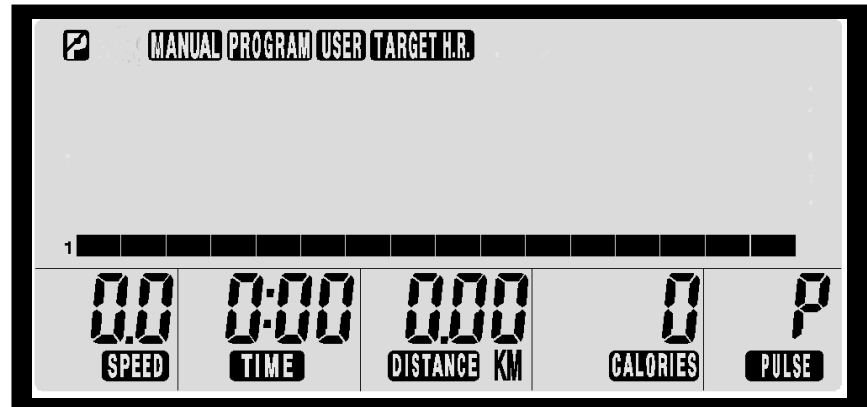 P MANUAL PROGRAM USER TARGET H.R.
1
0.0 0:00 0.00 0 P
SPEED TIME DISTANCE KM CALORIES PULSE